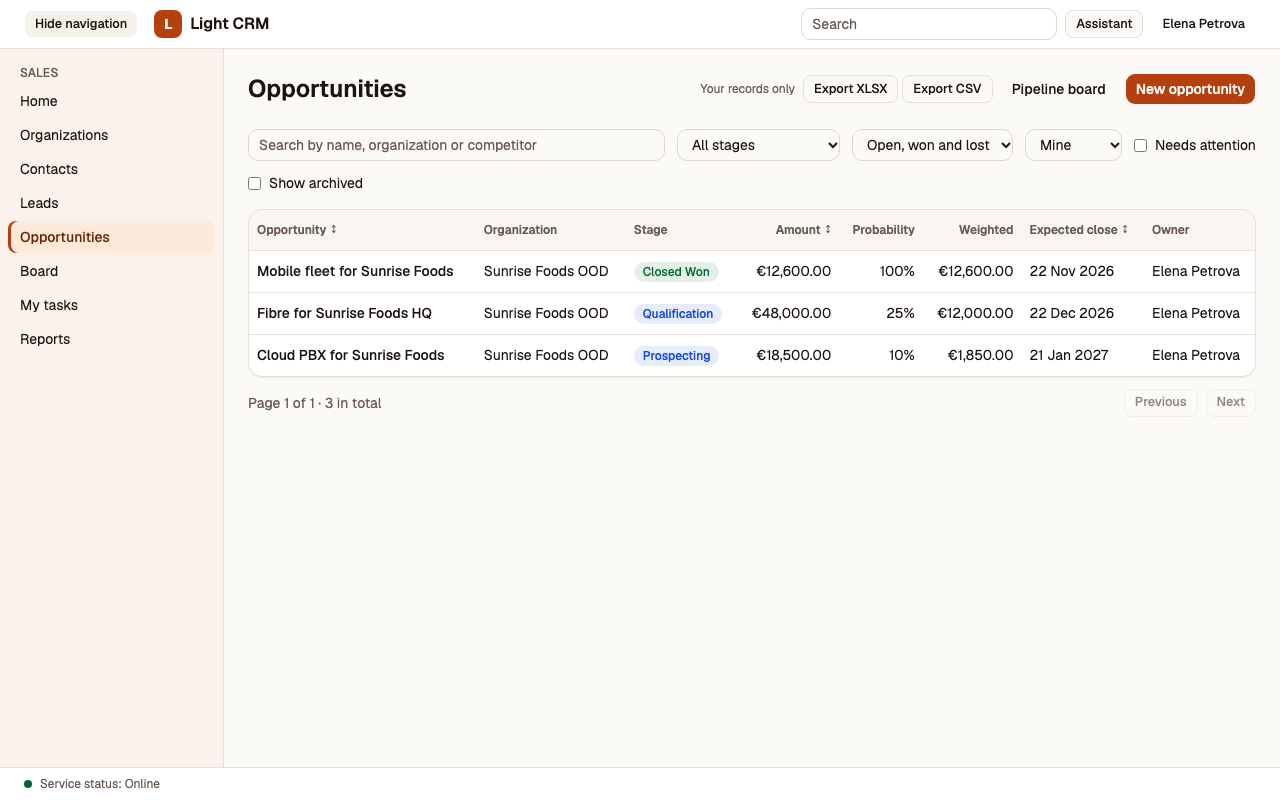 Hide navigation
L
Light CRM
Search
Assistant
Elena Petrova
SALES
Home
Organizations
Contacts
Leads
Opportunities
Board
My tasks
Reports
Opportunities
Your records only
Export XLSX
Export CSV
Pipeline board
New opportunity
Search by name, organization or competitor
All stages
Open, won and lost
Mine
Needs attention
Show archived
Opportunity ↕ Organization Stage Amount ↕ Probability Weighted Expected close ↕ Owner
Mobile fleet for Sunrise Foods Sunrise Foods OOD Closed Won €12,600.00 100% €12,600.00 22 Nov 2026 Elena Petrova
Fibre for Sunrise Foods HQ Sunrise Foods OOD Qualification €48,000.00 25% €12,000.00 22 Dec 2026 Elena Petrova
Cloud PBX for Sunrise Foods Sunrise Foods OOD Prospecting €18,500.00 10% €1,850.00 21 Jan 2027 Elena Petrova
Page 1 of 1 · 3 in total
Previous
Next
Service status: Online